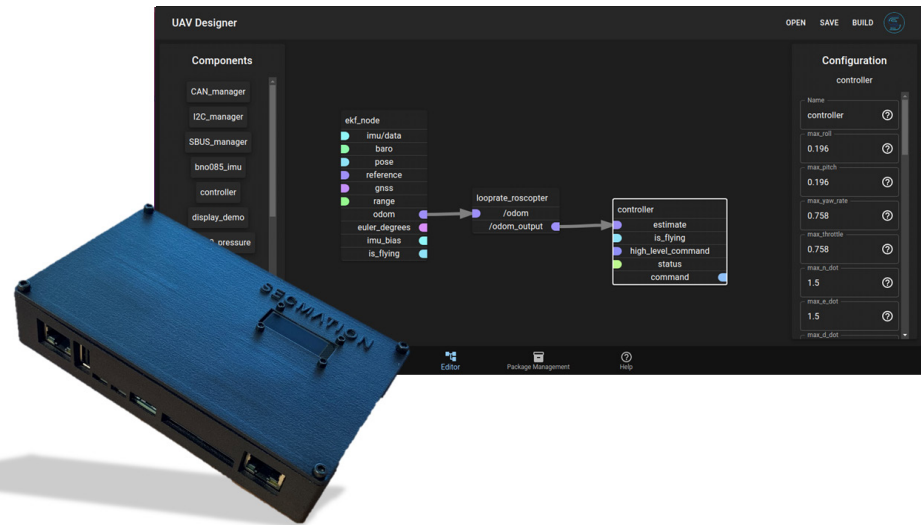 UAV Designer
OPEN SAVE BUILD
Components
CAN_manager
I2C_manager
SBUS_manager
bno085_imu
controller
display_demo
pressure
ekf_node
imu/data
baro
pose
reference
gnss
range
odom
euler_degrees
imu_bias
is_flying
looprate_roscopter
/odom
/odom_output
controller
estimate
is_flying
high_level_command
status
command
Configuration
controller
Name
controller
max_roll
0.196
max_pitch
0.196
max_yaw_rate
0.758
max_throttle
0.758
max_n_dot
1.5
max_e_dot
1.5
max_d_dot
Editor
Package Management
Help
SEGMATION